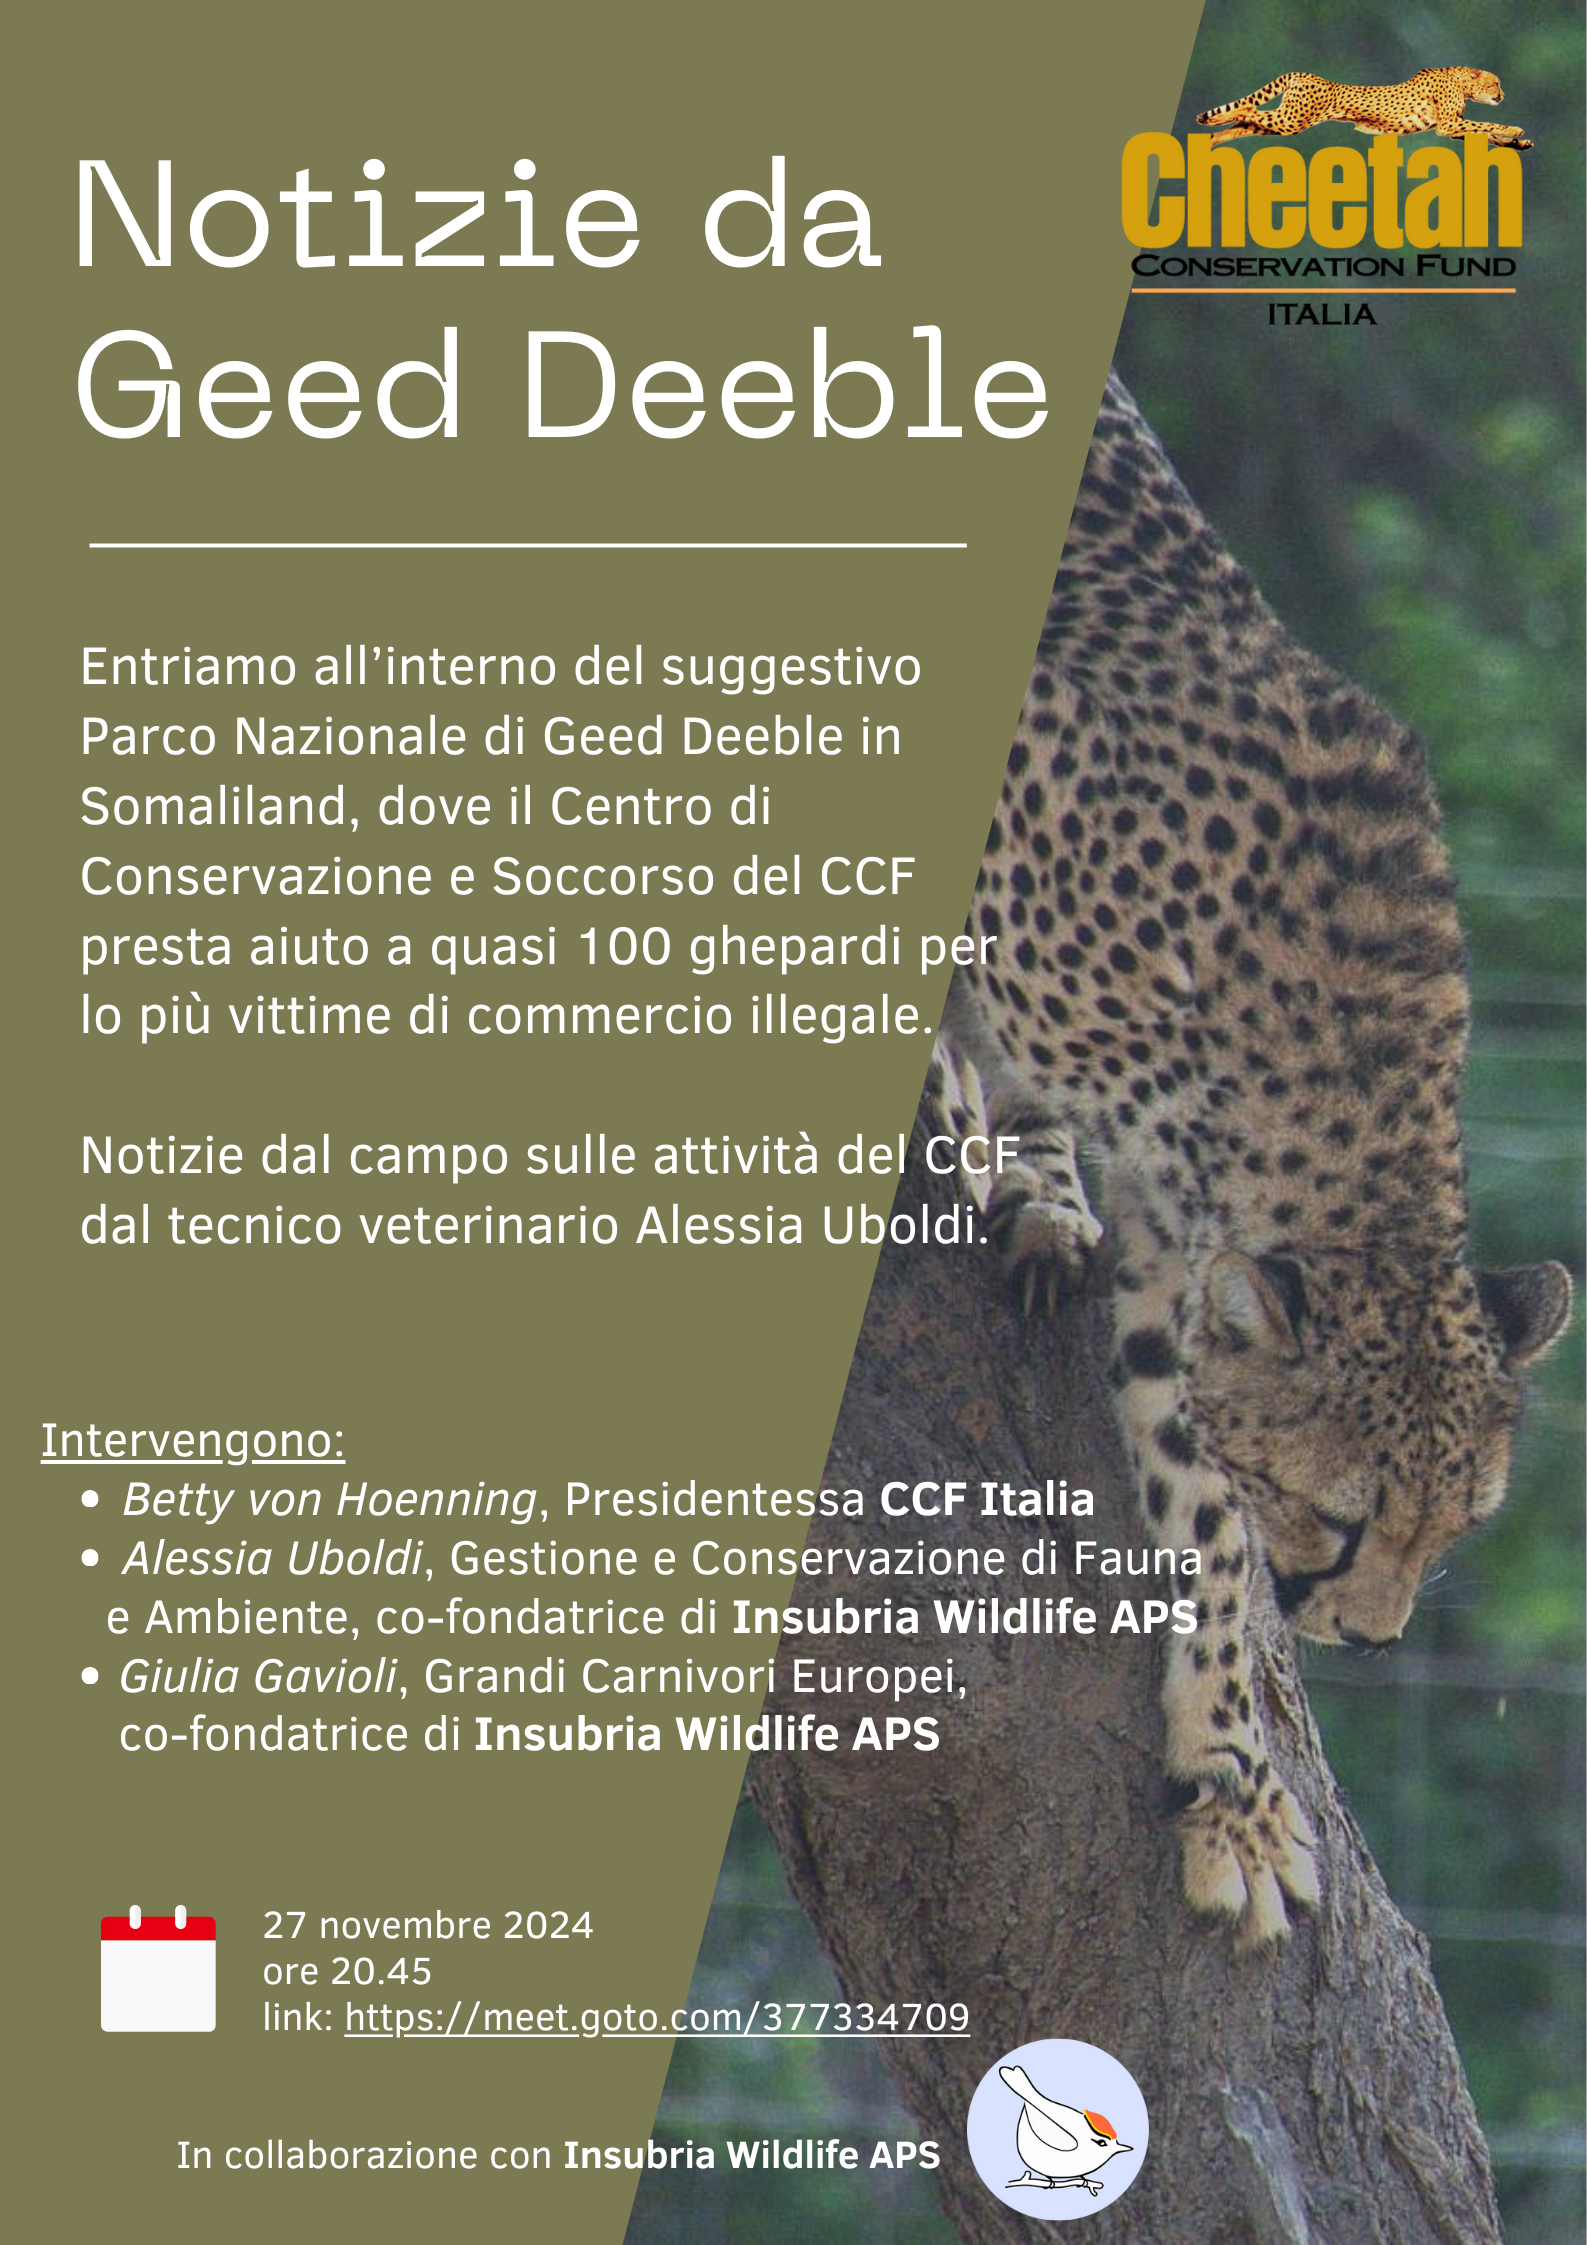 Cheetah
CONSERVATION FUND
ITALIA
Notizie da
Geed Deeble
Entriamo all’interno del suggestivo
Parco Nazionale di Geed Deeble in
Somaliland, dove il Centro di
Conservazione e Soccorso del CCF
presta aiuto a quasi 100 ghepardi per
lo più vittime di commercio illegale.
Notizie dal campo sulle attività del CCF
dal tecnico veterinario Alessia Uboldi.
Intervengono:
• Betty von Hoenning, Presidentessa CCF Italia
• Alessia Uboldi, Gestione e Conservazione di Fauna
e Ambiente, co-fondatrice di Insubria Wildlife APS
• Giulia Gavioli, Grandi Carnivori Europei,
co-fondatrice di Insubria Wildlife APS
27 novembre 2024
ore 20.45
link: https://meet.goto.com/377334709
In collaborazione con Insubria Wildlife APS